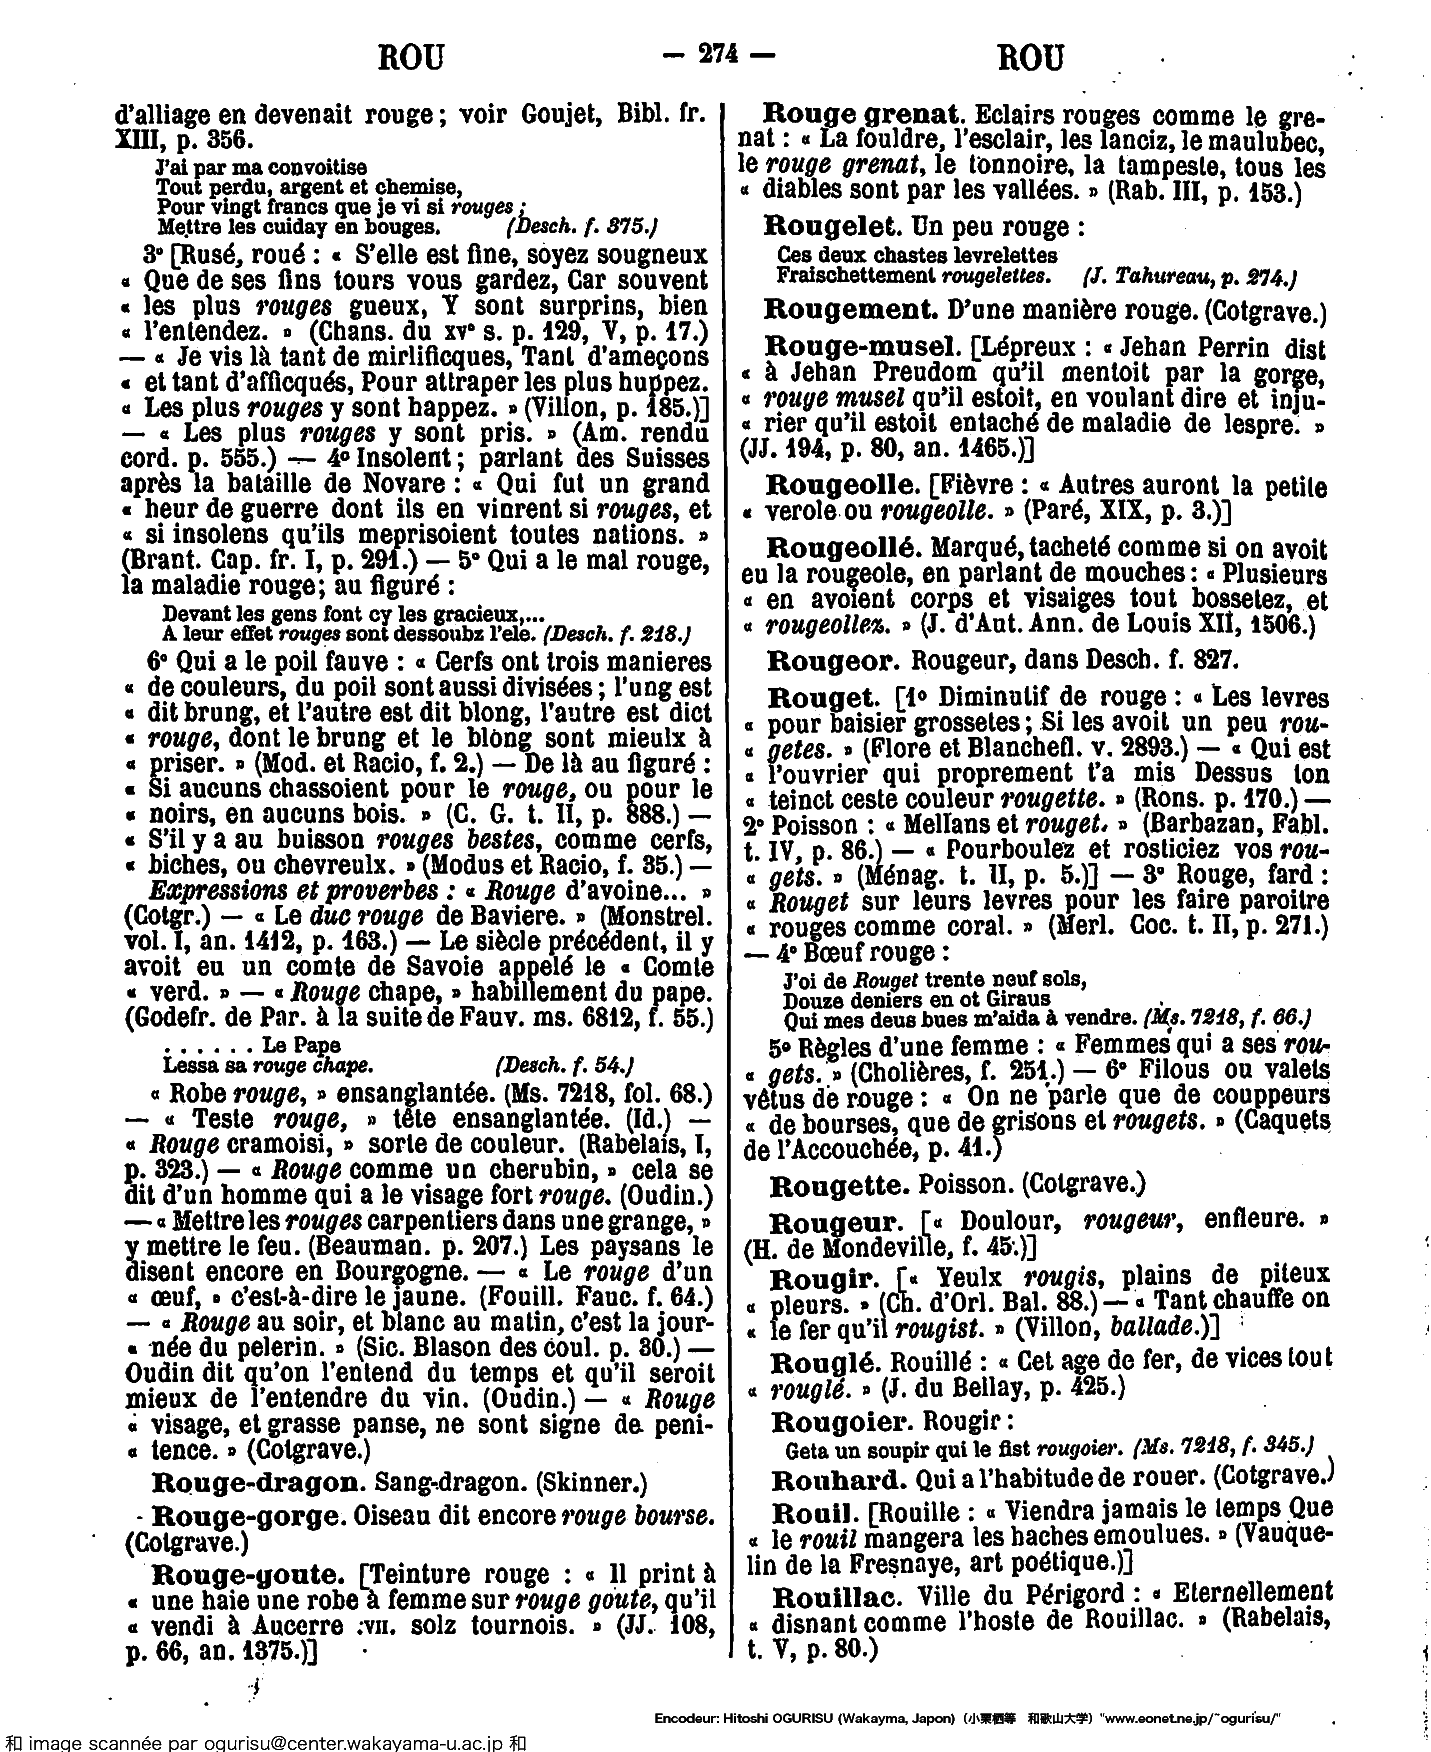 ROU
— 274 —
ROU
d'alliage en devenait rouge ; voir Goujet, Bibl. fr.
XIII, p. 356.
J'ai par ma convoitise
Tout perdu, argent et chemise,
Pour vingt francs que je vi si rouges ;
Mettre les cuiday en bouges. (Desch. f. 375.)
3° [Rusé, roué : « S'elle est fine, soyez sougneux
« Que de ses fins tours vous gardez, Car souvent
« les plus rouges gueux, Y sont surprins, bien
« l'entendez. » (Chans. du xv° s. p. 129, V, p. 17.)
— « Je vis là tant de mirlificques, Tant d'ameçons
« et tant d'afficqués, Pour attraper les plus huppez.
« Les plus rouges y sont happez. » (Villon, p. 185.)]
— « Les plus rouges y sont pris. » (Am. rendu
cord. p. 555.) — 4° Insolent ; parlant des Suisses
après la bataille de Novare : « Qui fut un grand
« heur de guerre dont ils en vinrent si rouges, et
« si insolens qu'ils meprisoient toutes nations. »
(Brant. Cap. fr. I, p. 291.) — 5° Qui a le mal rouge,
la maladie rouge; au figuré :
Devant les gens font cy les gracieux,...
A leur effet rouges sont dessoubz l'ele. (Desch. f. 218.)
6° Qui a le poil fauve : « Cerfs ont trois manieres
« de couleurs, du poil sont aussi divisées ; l'ung est
« dit brung, et l'autre est dit blong, l'autre est dict
« rouge, dont le brung et le blong sont mieulx à
« priser. » (Mod. et Racio, f. 2.) — De là au figuré :
« Si aucuns chassoient pour le rouge, ou pour le
« noirs, en aucuns bois. » (C. G. t. II, p. 888.) —
« S'il y a au buisson rouges bestes, comme cerfs,
« biches, ou chevreulx. » (Modus et Racio, f. 35.) —
Expressions et proverbes : « Rouge d'avoine... »
(Cotgr.) — « Le duc rouge de Baviere. » (Monstrel.
vol. I, an. 1412, p. 163.) — Le siècle précédent, il y
avoit eu un comte de Savoie appelé le « Comte
« verd. » — « Rouge chape, » habillement du pape.
(Godefr. de Par. à la suite de Fauv. ms. 6812, f. 55.)
. . . . . . Le Pape
Lessa sa rouge chape. (Desch. f. 54.)
« Robe rouge, » ensanglantée. (Ms. 7218, fol. 68.)
— « Teste rouge, » tête ensanglantée. (Id.) —
« Rouge cramoisi, » sorte de couleur. (Rabelais, I,
p. 323.) — « Rouge comme un cherubin, » cela se
dit d'un homme qui a le visage fort rouge. (Oudin.)
— « Mettre les rouges carpentiers dans une grange, »
y mettre le feu. (Beauman. p. 207.) Les paysans le
disent encore en Bourgogne. — « Le rouge d'un
« œuf, » c'est-à-dire le jaune. (Fouill. Fauc. f. 64.)
— « Rouge au soir, et blanc au matin, c'est la jour-
« née du pelerin. » (Sic. Blason des coul. p. 30.) —
Oudin dit qu'on l'entend du temps et qu'il seroit
mieux de l'entendre du vin. (Oudin.) — « Rouge
« visage, et grasse panse, ne sont signe de peni-
« tence. » (Cotgrave.)
Rouge-dragon. Sang-dragon. (Skinner.)
Rouge-gorge. Oiseau dit encore rouge bourse.
(Cotgrave.)
Rouge-goute. [Teinture rouge : « Il print à
« une haie une robe à femme sur rouge goute, qu'il
« vendi à Aucerre .vii. solz tournois. » (JJ. 108,
p. 66, an. 1375.)]
Rouge grenat. Eclairs rouges comme le gre-
nat : « La fouldre, l'esclair, les lanciz, le maulubec,
le rouge grenat, le tonnoire, la tampeste, tous les
« diables sont par les vallées. » (Rab. III, p. 153.)
Rougelet. Un peu rouge :
Ces deux chastes levrelettes
Fraischettement rougelettes. (J. Tahureau, p. 274.)
Rougement. D'une manière rouge. (Cotgrave.)
Rouge-musel. [Lépreux : « Jehan Perrin dist
« à Jehan Preudom qu'il mentoit par la gorge,
« rouge musel qu'il estoit, en voulant dire et inju-
« rier qu'il estoit entaché de maladie de lespre. »
(JJ. 194, p. 80, an. 1465.)]
Rougeolle. [Fièvre : « Autres auront la petite
« verole ou rougeolle. » (Paré, XIX, p. 3.)]
Rougeollé. Marqué, tacheté comme si on avoit
eu la rougeole, en parlant de mouches : « Plusieurs
« en avoient corps et visaiges tout bossetez, et
« rougeollez. » (J. d'Aut. Ann. de Louis XII, 1506.)
Rougeor. Rougeur, dans Desch. f. 827.
Rouget. [1° Diminutif de rouge : « Les levres
« pour baisier grossetes ; Si les avoit un peu rou-
« getes. » (Flore et Blanchefl. v. 2893.) — « Qui est
« l'ouvrier qui proprement t'a mis Dessus ton
« teinct ceste couleur rougette. » (Rons. p. 170.) —
2° Poisson : « Mellans et rouget. » (Barbazan, Fabl.
t. IV, p. 86.) — « Pourboulez et rosticiez vos rou-
« gets. » (Ménag. t. II, p. 5.)] — 3° Rouge, fard :
« Rouget sur leurs levres pour les faire paroitre
« rouges comme coral. » (Merl. Coc. t. II, p. 271.)
— 4° Bœuf rouge :
J'oi de Rouget trente neuf sols,
Douze deniers en ot Giraus
Qui mes deus bues m'aida à vendre. (Ms. 7218, f. 66.)
5° Règles d'une femme : « Femmes qui a ses rou-
« gets. » (Cholières, f. 251.) — 6° Filous ou valets
vêtus de rouge : « On ne parle que de couppeurs
« de bourses, que de grisons et rougets. » (Caquets
de l'Accouchée, p. 41.)
Rougette. Poisson. (Cotgrave.)
Rougeur. [« Doulour, rougeur, enfleure. »
(H. de Mondeville, f. 45.)]
Rougir. [« Yeulx rougis, plains de piteux
« pleurs. » (Ch. d'Orl. Bal. 88.) — « Tant chauffe on
« le fer qu'il rougist. » (Villon, ballade.)]
Rouglé. Rouillé : « Cet age de fer, de vices tout
« rouglé. » (J. du Bellay, p. 425.)
Rougoier. Rougir :
Geta un soupir qui le fist rougoier. (Ms. 7218, f. 345.)
Rouhard. Qui a l'habitude de rouer. (Cotgrave.)
Rouil. [Rouille : « Viendra jamais le temps Que
« le rouil mangera les haches emoulues. » (Vauque-
lin de la Fresnaye, art poétique.)]
Rouillac. Ville du Périgord : « Eternellement
« disnant comme l'hoste de Rouillac. » (Rabelais,
t. V, p. 80.)
Encodeur: Hitoshi OGURISU (Wakayma, Japon)（小栗栖等　和歌山大学）"www.eonet.ne.jp/~ogurisu/"
和 image scannée par ogurisu@center.wakayama-u.ac.jp 和